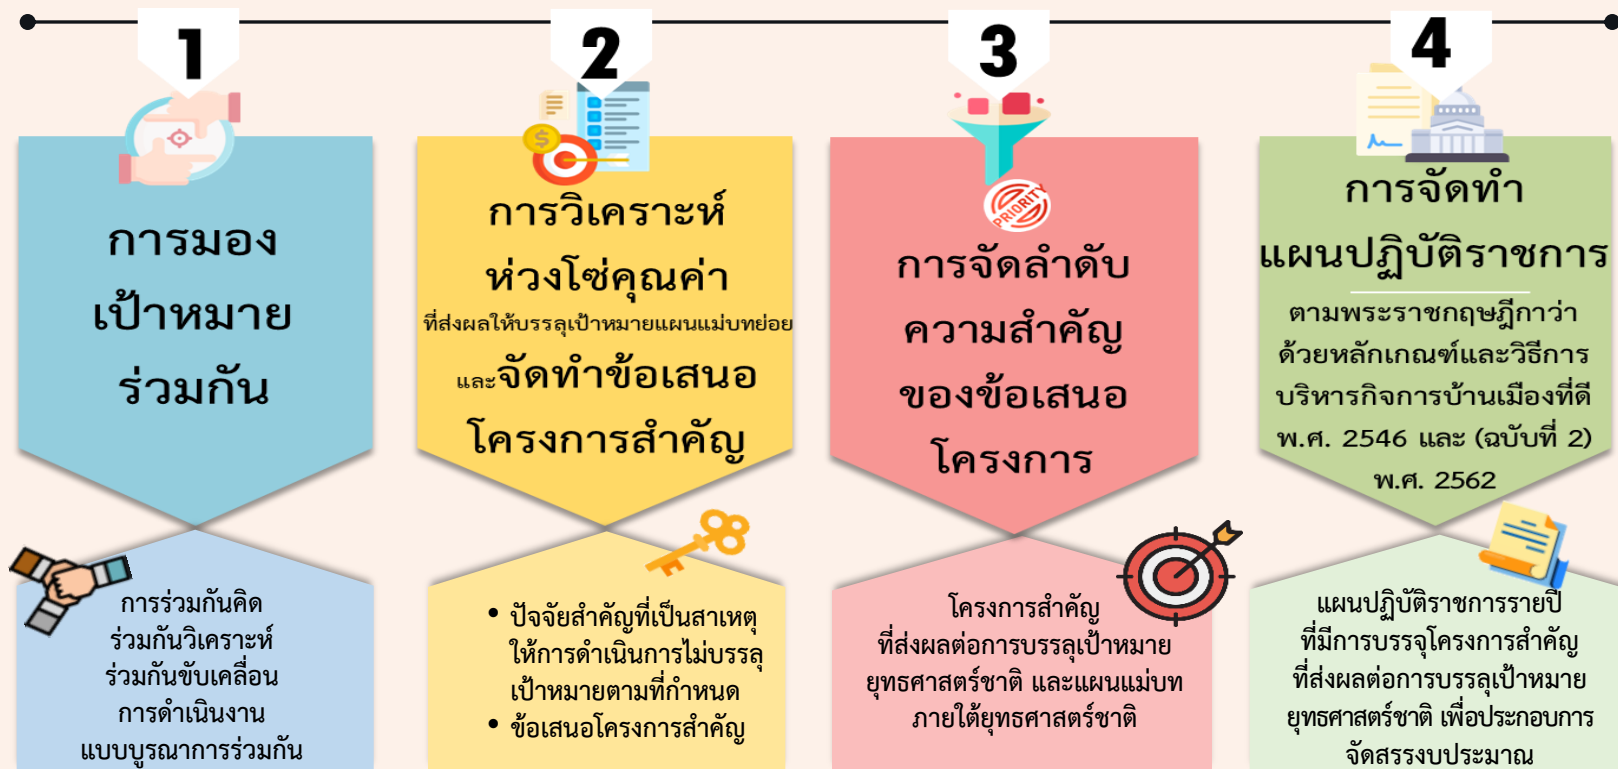 1
การมอง
เป้าหมาย
ร่วมกัน
การร่วมกันคิด
ร่วมกันวิเคราะห์
ร่วมกันขับเคลื่อน
การดำเนินงาน
แบบบูรณาการร่วมกัน
2
$
การวิเคราะห์
ห่วงโซ่คุณค่า
ที่ส่งผลให้บรรลุเป้าหมายแผนแม่บทย่อย
และจัดทำข้อเสนอ
โครงการสำคัญ
• ปัจจัยสำคัญที่เป็นสาเหตุ
ให้การดำเนินการไม่บรรลุ
เป้าหมายตามที่กำหนด
• ข้อเสนอโครงการสำคัญ
3
PRIORITY
การจัดลำดับ
ความสำคัญ
ของข้อเสนอ
โครงการ
โครงการสำคัญ
ที่ส่งผลต่อการบรรลุเป้าหมาย
ยุทธศาสตร์ชาติ และแผนแม่บท
ภายใต้ยุทธศาสตร์ชาติ
4
การจัดทำ
แผนปฏิบัติราชการ
ตามพระราชกฤษฎีกาว่า
ด้วยหลักเกณฑ์และวิธีการ
บริหารกิจการบ้านเมืองที่ดี
พ.ศ. 2546 และ (ฉบับที่ 2)
พ.ศ. 2562
แผนปฏิบัติราชการรายปี
ที่มีการบรรจุโครงการสำคัญ
ที่ส่งผลต่อการบรรลุเป้าหมาย
ยุทธศาสตร์ชาติ เพื่อประกอบการ
จัดสรรงบประมาณ